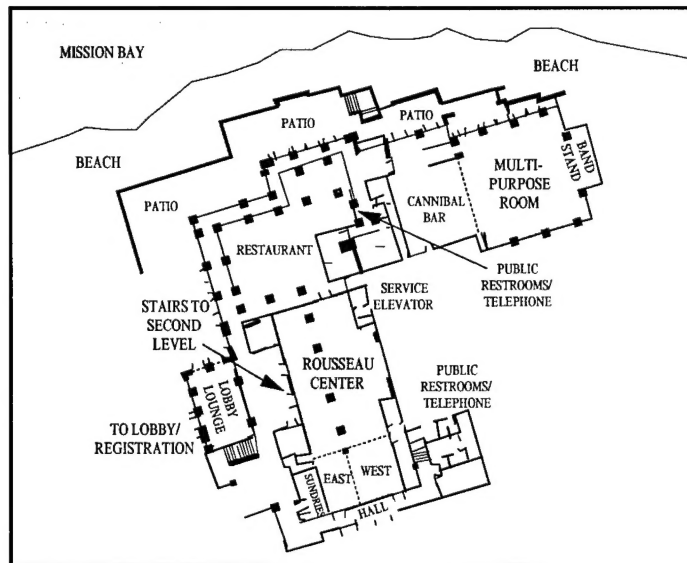 MISSION BAY
BEACH
PATIO
PATIO
BEACH
PATIO
BAND
STAND
MULTI-
PURPOSE
ROOM
CANNIBAL
BAR
RESTAURANT
PUBLIC
RESTROOMS/
TELEPHONE
SERVICE
ELEVATOR
STAIRS TO
SECOND
LEVEL
ROUSSEAU
CENTER
PUBLIC
RESTROOMS/
TELEPHONE
LOBBY
LOUNGE
TO LOBBY/
REGISTRATION
SUNDRIES
EAST
WEST
HALL